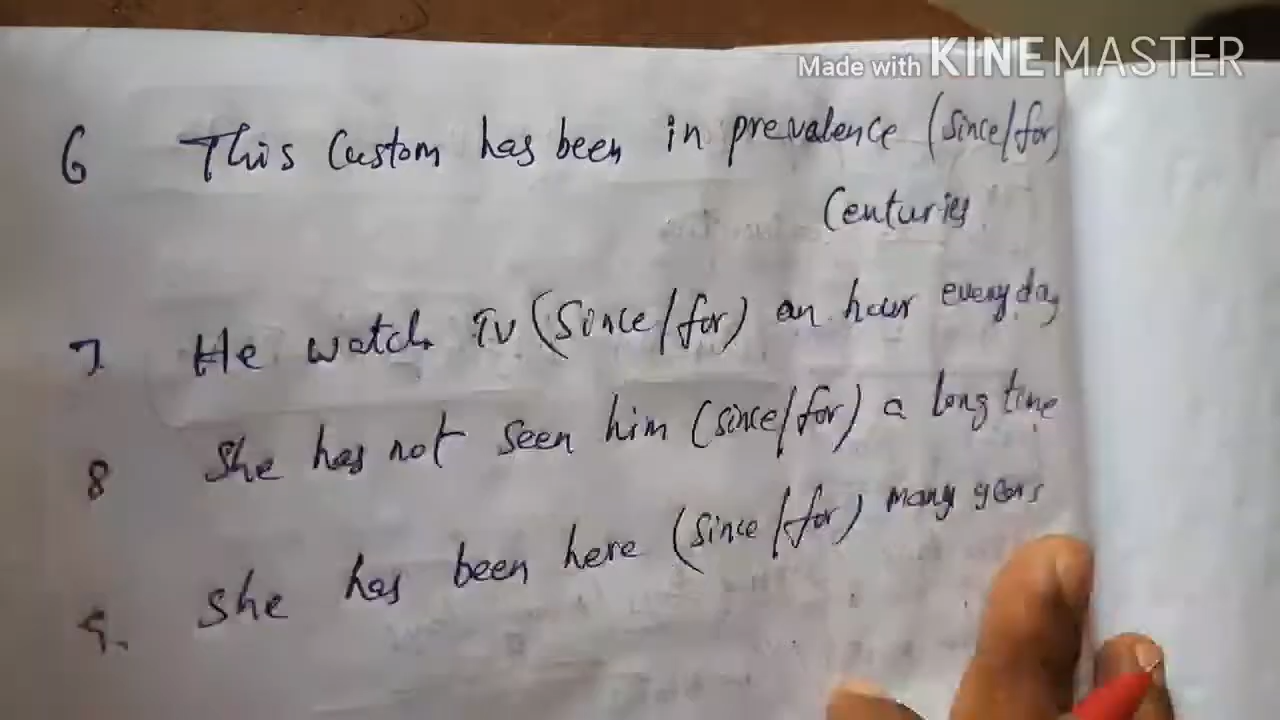 Made with KINEMASTER
6 This Custom has been in prevalence (since/for)
Centuries.
7. He watch TV (Since/for) an hour everyday
8 She has not seen him (since/for) a long time
9. She has been here (since/for) many years